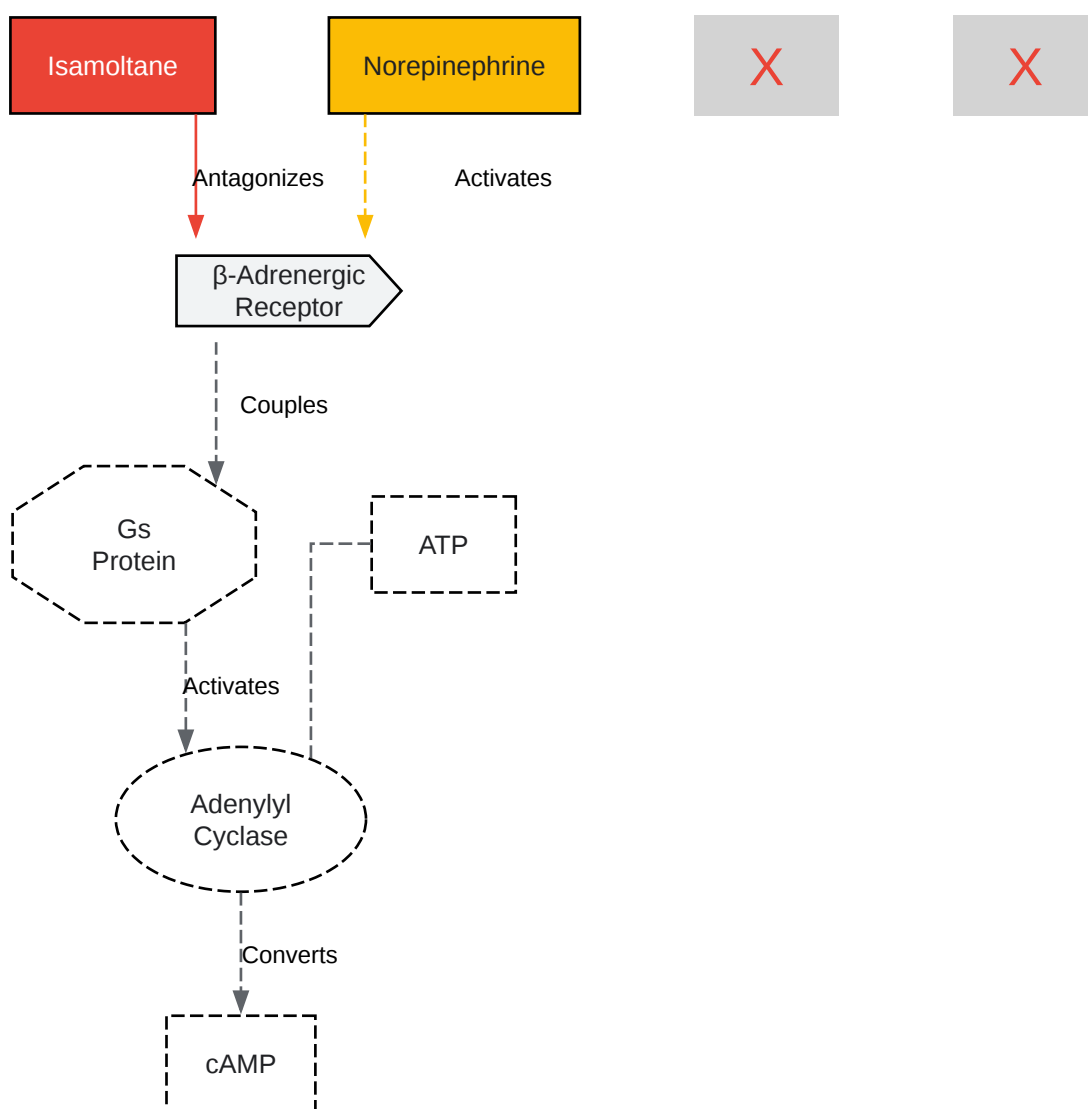 Isamoltane
Norepinephrine
X
X
Antagonizes
Activates
β-Adrenergic
Receptor
Couples
Gs
Protein
ATP
Activates
Adenylyl
Cyclase
Converts
cAMP